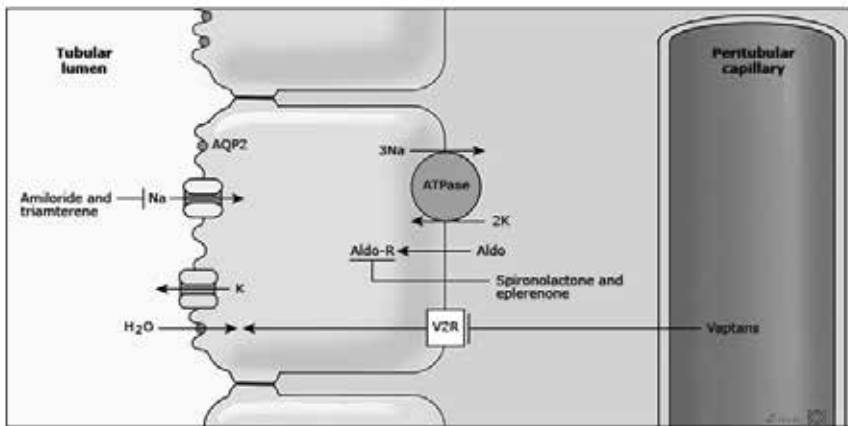 Tubular
lumen
Peritubular
capillary
AQP2
3Na
ATPase
Amiloride and
triamterene
Na
2K
Aldo-R
Aldo
Spironolactone and
eplerenone
K
H2O
V2R
Vaptans